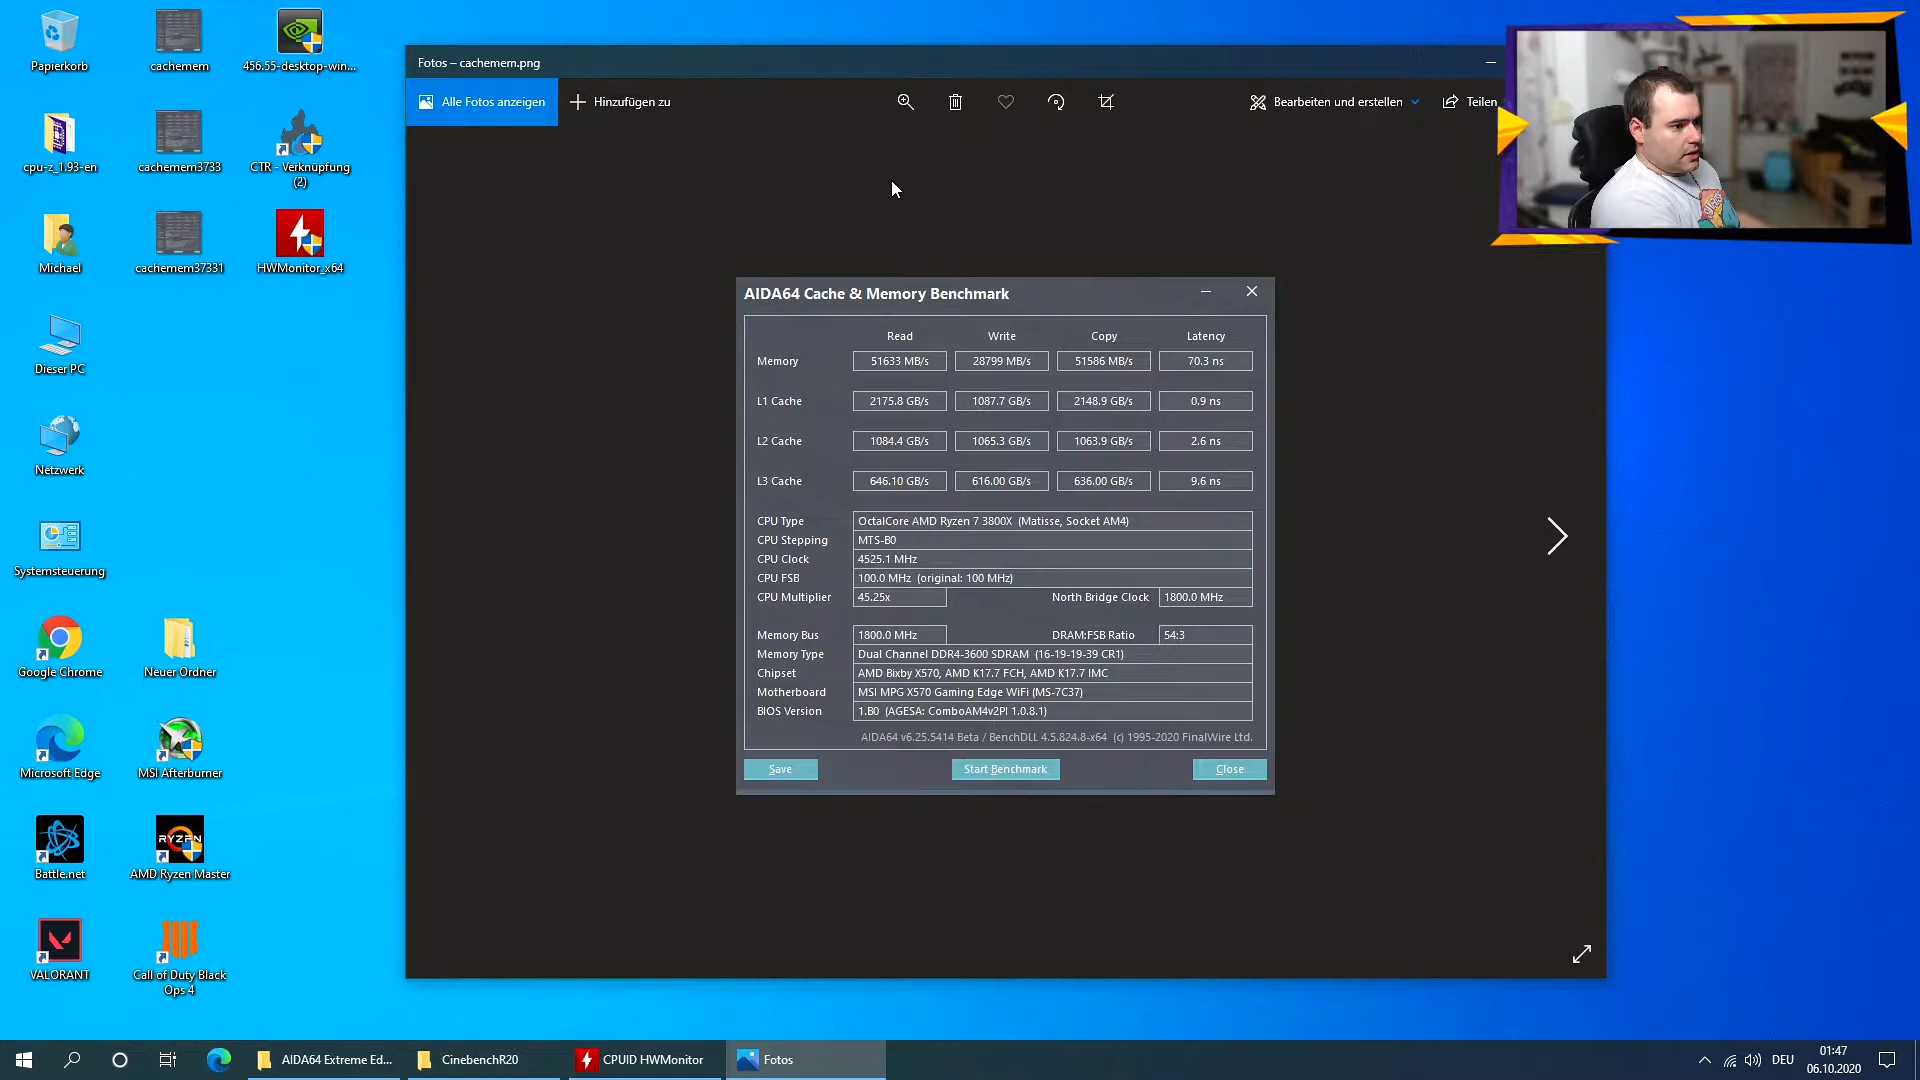 Papierkorb
cachemem
456.55-desktop-win...
cpu-z_1.93-en
cachemem3733
CTR - Verknüpfung
(2)
Michael
cachemem37331
HWMonitor_x64
Dieser PC
Netzwerk
Systemsteuerung
Google Chrome
Neuer Ordner
Microsoft Edge
MSI Afterburner
Battle.net
RYZEN
AMD Ryzen Master
VALORANT
Call of Duty Black
Ops 4
Fotos – cachemem.png
Alle Fotos anzeigen
Hinzufügen zu
Bearbeiten und erstellen
Teilen
AIDA64 Cache & Memory Benchmark
Read Write Copy Latency
Memory 51633 MB/s 28799 MB/s 51586 MB/s 70.3 ns
L1 Cache 2175.8 GB/s 1087.7 GB/s 2148.9 GB/s 0.9 ns
L2 Cache 1084.4 GB/s 1065.3 GB/s 1063.9 GB/s 2.6 ns
L3 Cache 646.10 GB/s 616.00 GB/s 636.00 GB/s 9.6 ns
CPU Type OctalCore AMD Ryzen 7 3800X (Matisse, Socket AM4)
CPU Stepping MTS-B0
CPU Clock 4525.1 MHz
CPU FSB 100.0 MHz (original: 100 MHz)
CPU Multiplier 45.25x North Bridge Clock 1800.0 MHz
Memory Bus 1800.0 MHz DRAM:FSB Ratio 54:3
Memory Type Dual Channel DDR4-3600 SDRAM (16-19-19-39 CR1)
Chipset AMD Bixby X570, AMD K17.7 FCH, AMD K17.7 IMC
Motherboard MSI MPG X570 Gaming Edge WiFi (MS-7C37)
BIOS Version 1.B0 (AGESA: ComboAM4v2PI 1.0.8.1)
AIDA64 v6.25.5414 Beta / BenchDLL 4.5.824.8-x64 (c) 1995-2020 FinalWire Ltd.
Save Start Benchmark Close
AIDA64 Extreme Ed...
CinebenchR20
CPUID HWMonitor
Fotos
DEU
01:47
06.10.2020